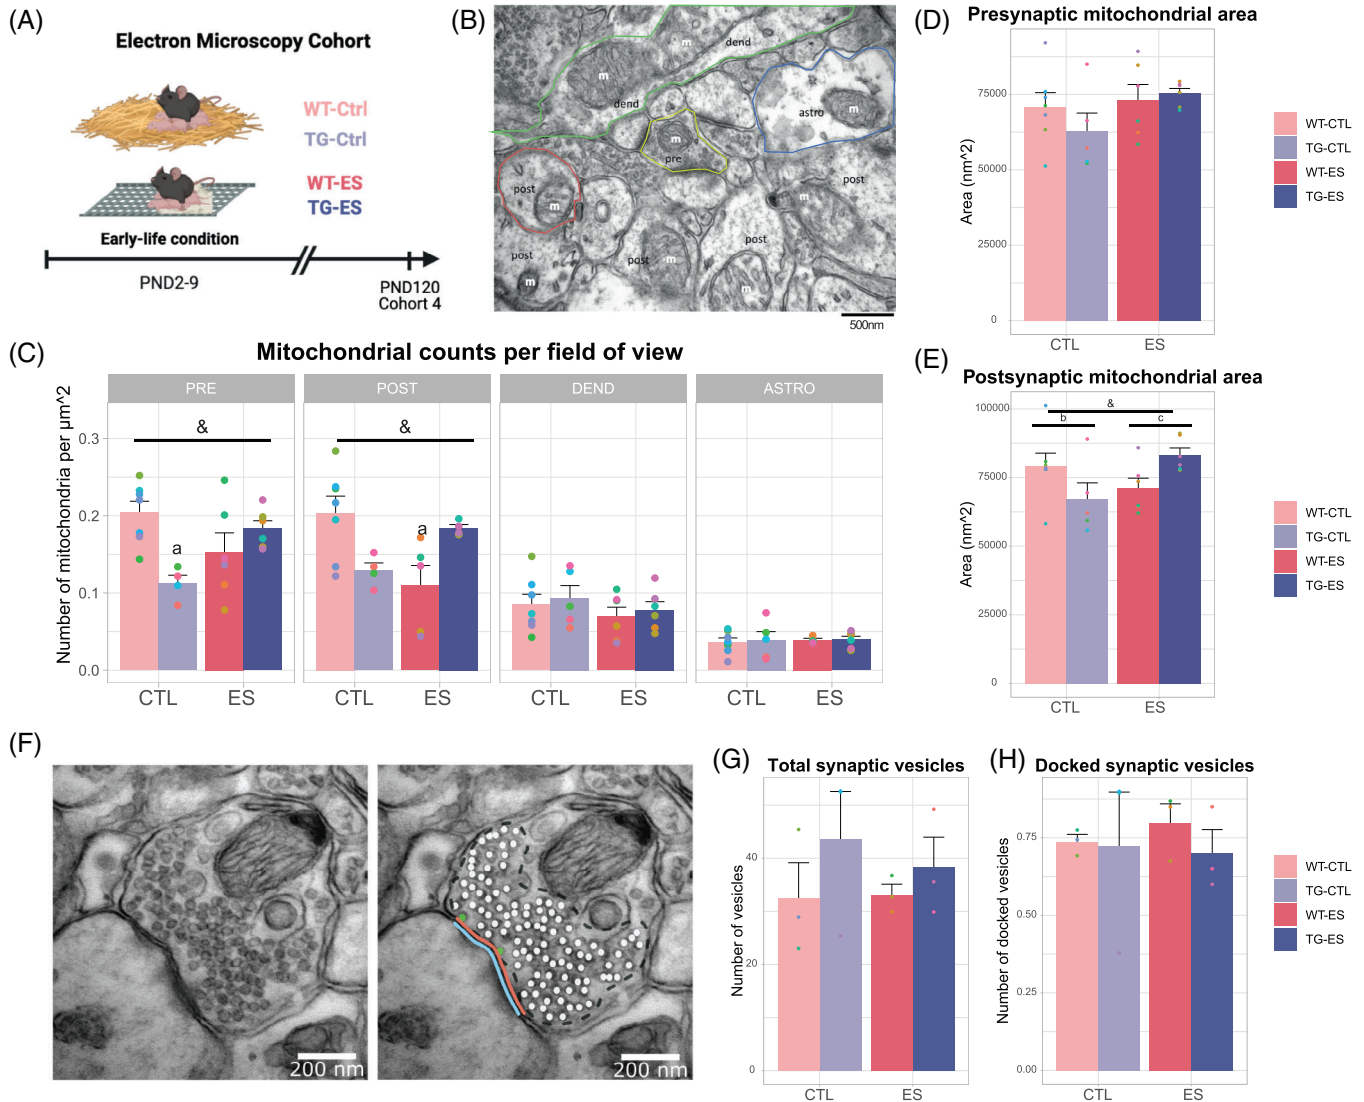 (A)
Electron Microscopy Cohort
WT-Ctrl
TG-Ctrl
WT-ES
TG-ES
Early-life condition
PND2-9
PND120
Cohort 4
(B)
m
dend
m
dend
astro
m
m
pre
post
m
post
m
post
post
post
m
m
m
500nm
(C)
Mitochondrial counts per field of view
PRE
POST
DEND
ASTRO
Number of mitochondria per µm^2
0.3
0.2
0.1
0.0
&
&
a
a
CTL
ES
CTL
ES
CTL
ES
CTL
ES
(D)
Presynaptic mitochondrial area
Area (nm^2)
75000
50000
25000
0
CTL
ES
WT-CTL
TG-CTL
WT-ES
TG-ES
(E)
Postsynaptic mitochondrial area
Area (nm^2)
100000
75000
50000
25000
0
&
b
c
CTL
ES
WT-CTL
TG-CTL
WT-ES
TG-ES
(F)
200 nm
200 nm
(G)
Total synaptic vesicles
Number of vesicles
40
20
0
CTL
ES
(H)
Docked synaptic vesicles
Number of docked vesicles
0.75
0.50
0.25
0.00
CTL
ES
WT-CTL
TG-CTL
WT-ES
TG-ES